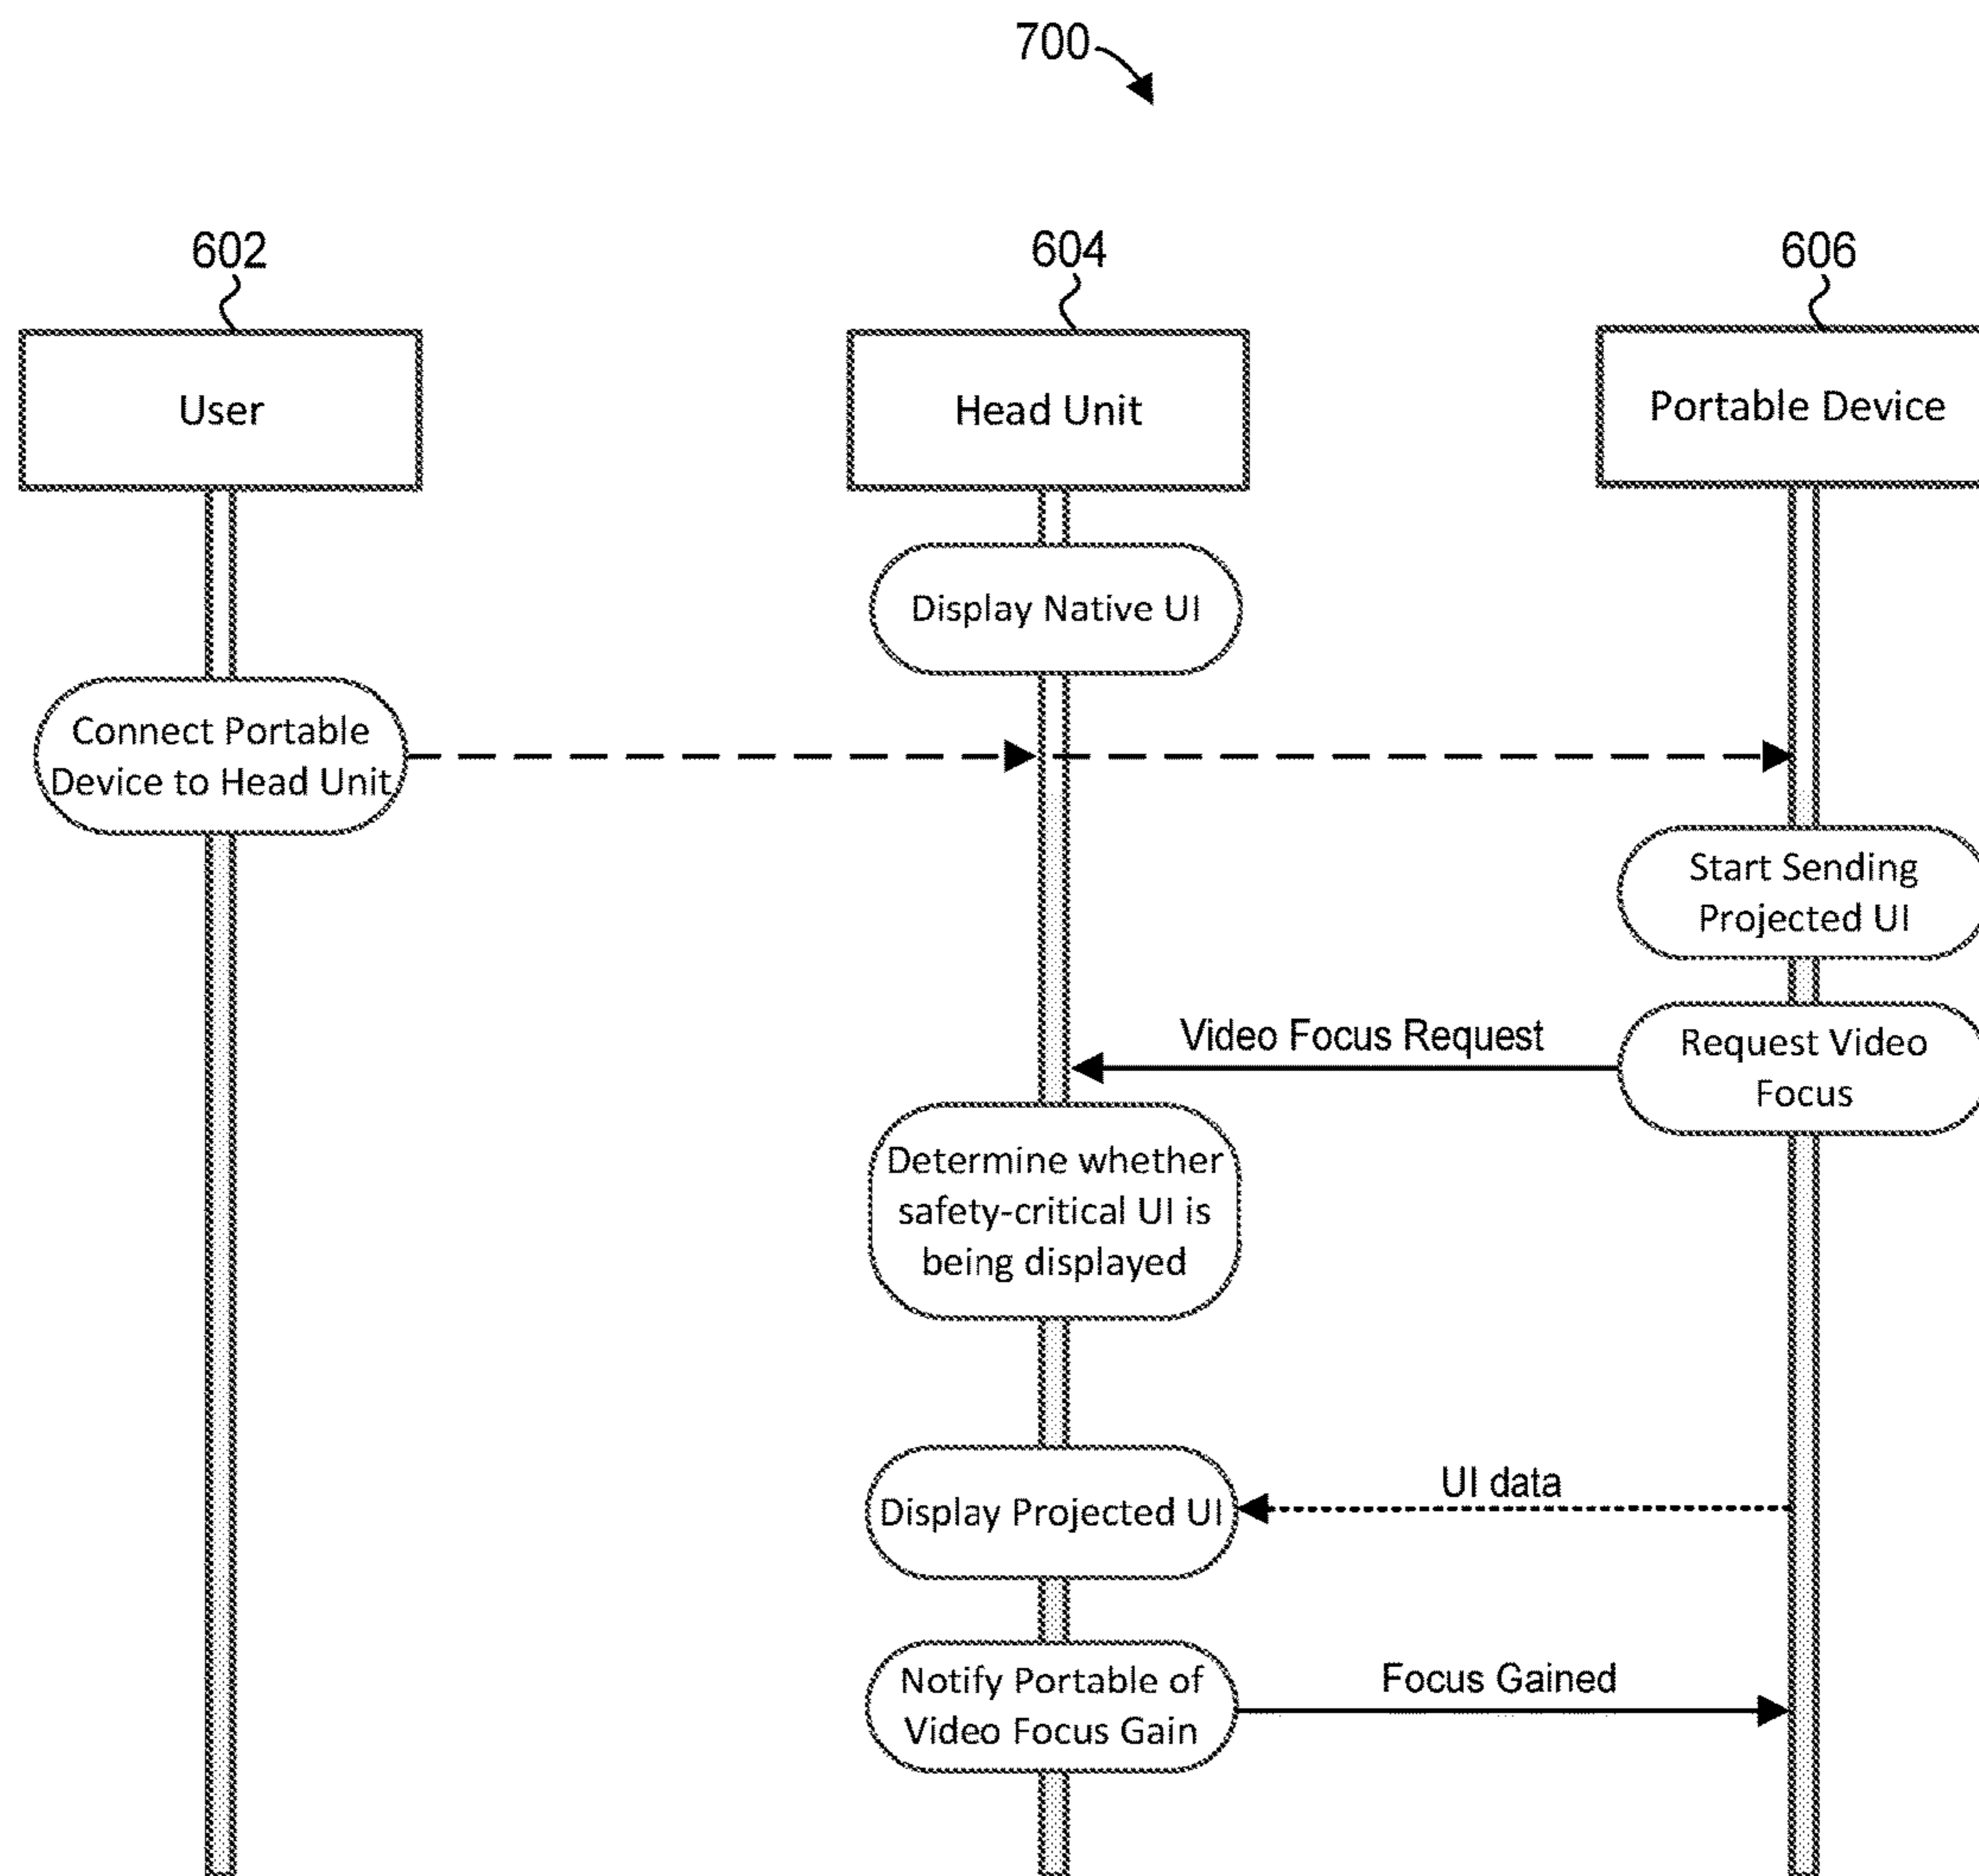 700
602
604
606
User
Head Unit
Portable Device
Display Native UI
Connect Portable
Device to Head Unit
Start Sending
Projected UI
Video Focus Request
Request Video
Focus
Determine whether
safety-critical UI is
being displayed
UI data
Display Projected UI
Notify Portable of
Video Focus Gain
Focus Gained